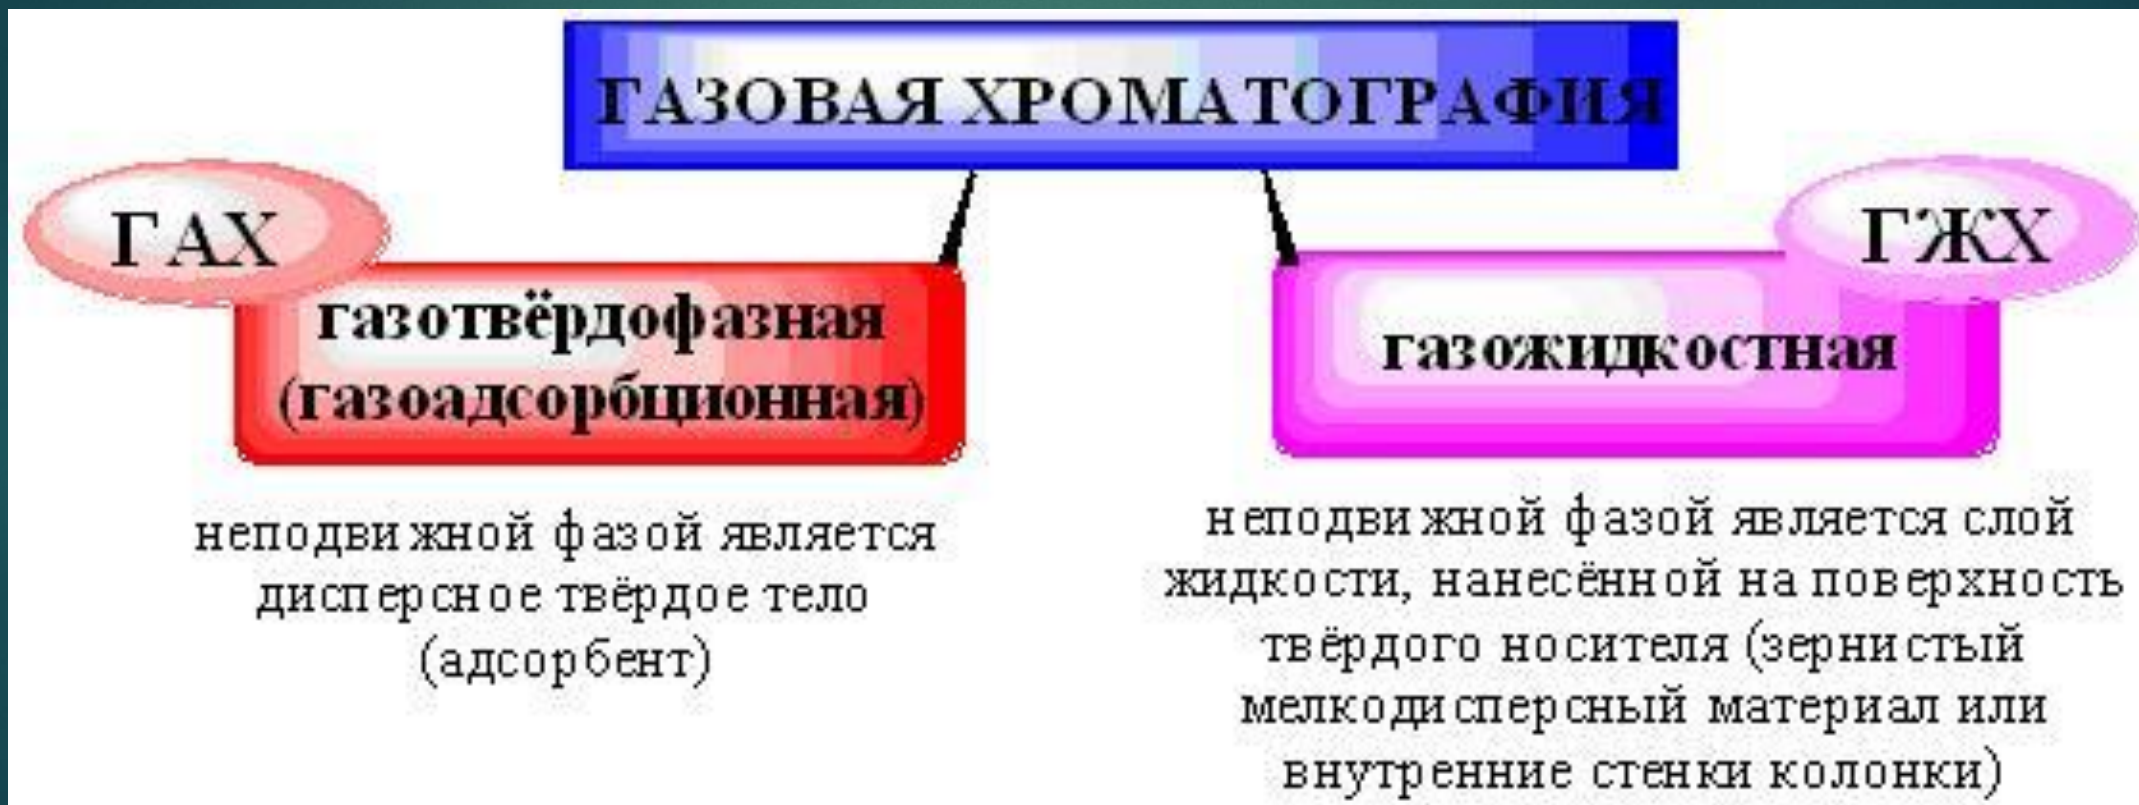 ГАЗОВАЯ ХРОМАТОГРАФИЯ
ГАХ
газотвёрдофазная
(газоадсорбционная)
неподвижной фазой является
дисперсное твёрдое тело
(адсорбент)
ГЖХ
газожидкостная
неподвижной фазой является слой
жидкости, нанесённой на поверхность
твёрдого носителя (зернистый
мелкодисперсный материал или
внутренние стенки колонки)